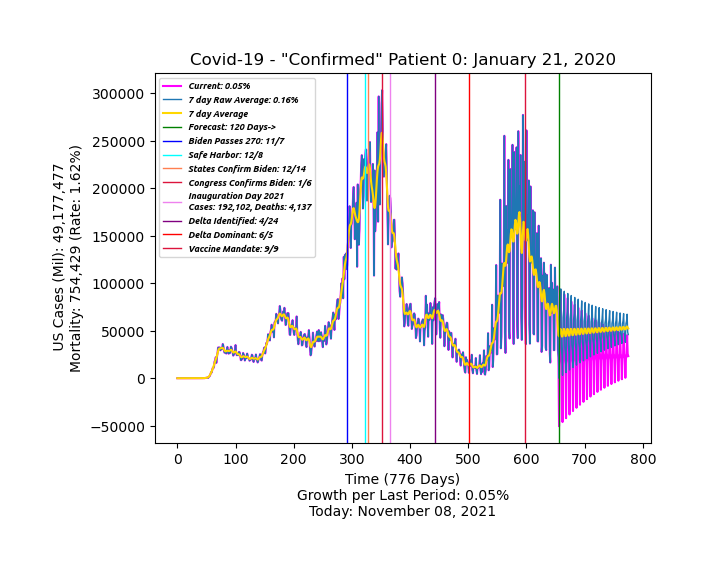 Covid-19 - "Confirmed" Patient 0: January 21, 2020
Current: 0.05%
7 day Raw Average: 0.16%
7 day Average
Forecast: 120 Days->
Biden Passes 270: 11/7
Safe Harbor: 12/8
States Confirm Biden: 12/14
Congress Confirms Biden: 1/6
Inauguration Day 2021
Cases: 192,102, Deaths: 4,137
Delta Identified: 4/24
Delta Dominant: 6/5
Vaccine Mandate: 9/9
US Cases (Mil): 49,177,477
Mortality: 754,429 (Rate: 1.62%)
300000
250000
200000
150000
100000
50000
0
−50000
0 100 200 300 400 500 600 700 800
Time (776 Days)
Growth per Last Period: 0.05%
Today: November 08, 2021